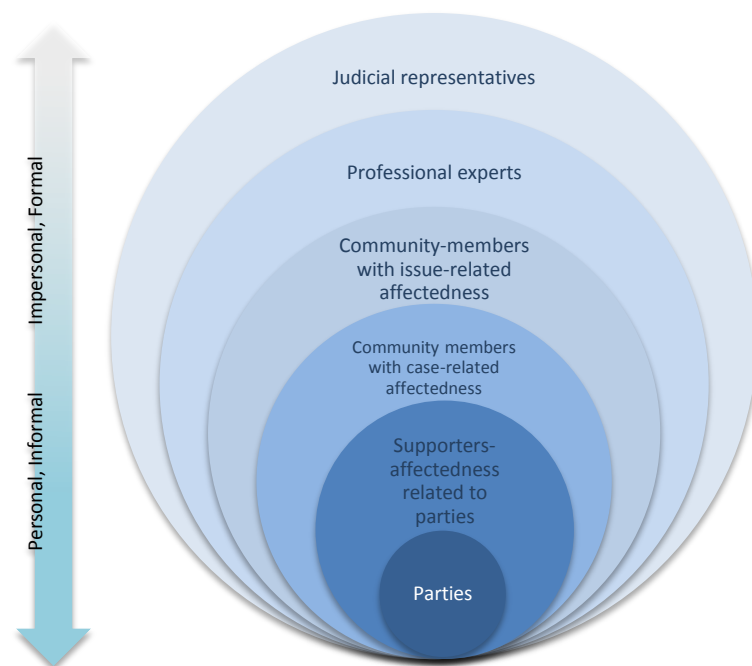 Judicial representatives
Professional experts
Community-members
with issue-related
affectedness
Community members
with case-related
affectedness
Supporters-
affectedness
related to
parties
Parties
Impersonal, Formal
Personal, Informal